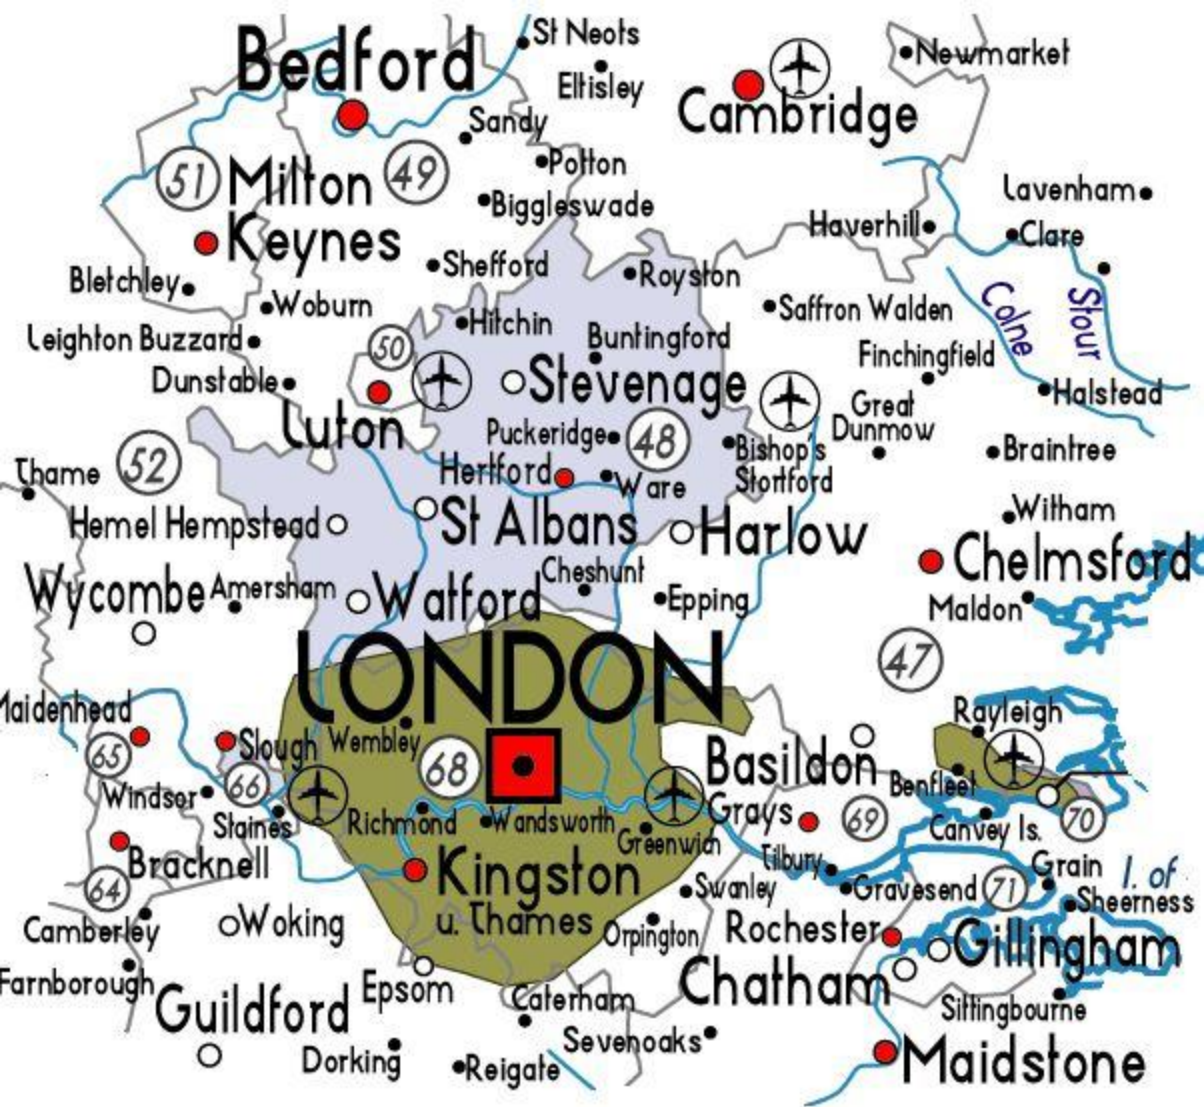 St Neots
Bedford
Newmarket
Eltisley
Cambridge
Sandy
51
Milton
49
Potton
Keynes
Biggleswade
Lavenham
Haverhill
Clare
Bletchley
Shefford
Royston
Woburn
Saffron Walden
Colne
Stour
Leighton Buzzard
Hitchin
Buntingford
Finchingfield
50
Dunstable
Stevenage
Halstead
Luton
Great
Dunmow
Puckeridge
48
Bishop's
Stortford
Braintree
52
Thame
Hertford
Ware
Hemel Hempstead
St Albans
Harlow
Witham
Chelmsford
Wycombe
Amersham
Watford
Cheshunt
Epping
Maldon
LONDON
47
Maidenhead
Rayleigh
65
Slough
Wembley
68
Basildon
66
Benfleet
Windsor
Staines
Richmond
Wandsworth
Greenwich
Grays
69
Canvey Is.
70
Bracknell
Kingston
u. Thames
Tilbury
Grain
I. of
64
Swanley
Gravesend
71
Sheerness
Camberley
Woking
Orpington
Rochester
Gillingham
Farnborough
Epsom
Chatham
Guildford
Caterham
Sittingbourne
Dorking
Sevenoaks
Reigate
Maidstone